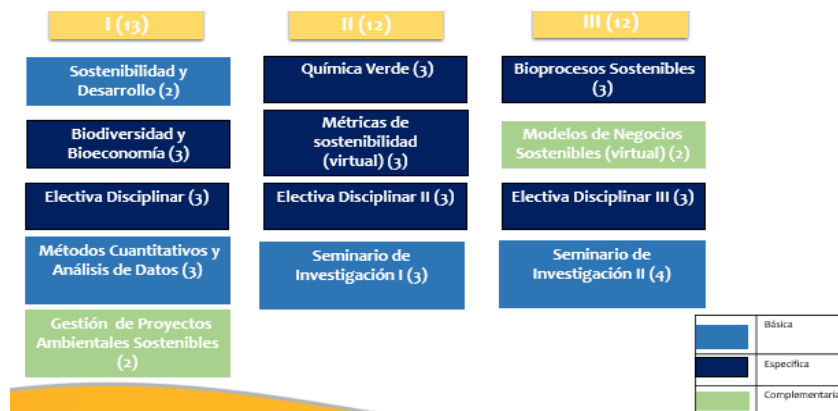 I (13)
Sostenibilidad y
Desarrollo (2)
Biodiversidad y
Bioeconomía (3)
Electiva Disciplinar (3)
Métodos Cuantitativos y
Análisis de Datos (3)
Gestión de Proyectos
Ambientales Sostenibles
(2)
II (12)
Química Verde (3)
Métricas de
sostenibilidad
(virtual) (3)
Electiva Disciplinar II (3)
Seminario de
Investigación I (3)
III (12)
Bioprocesos Sostenibles
(3)
Modelos de Negocios
Sostenibles (virtual) (2)
Electiva Disciplinar III (3)
Seminario de
Investigación II (4)
Básica
Específica
Complementaria